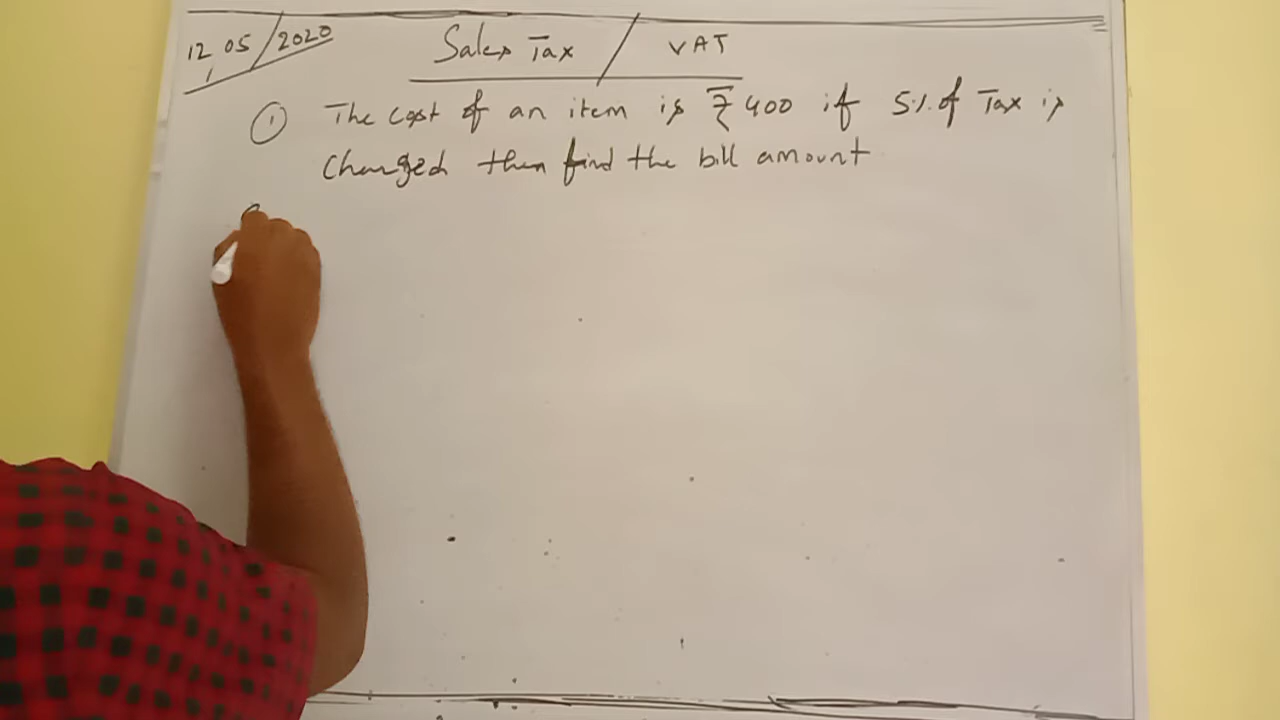 12/05/2020
Sales Tax / VAT
① The cost of an item is ₹400 if 5% of Tax is
charged then find the bill amount